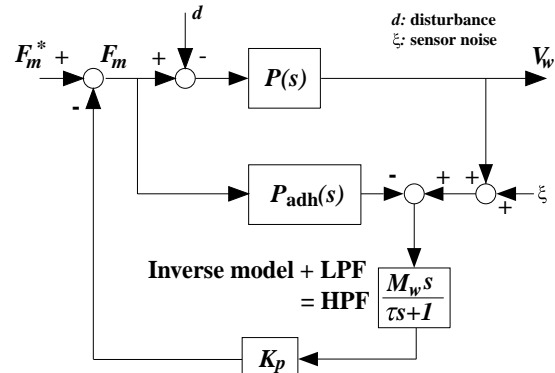 d
d: disturbance
ξ: sensor noise
F_m^* + F_m + - P(s) V_w
-
P_adh(s) - + + ξ
+
Inverse model + LPF
= HPF
M_w s
τs+1
K_p